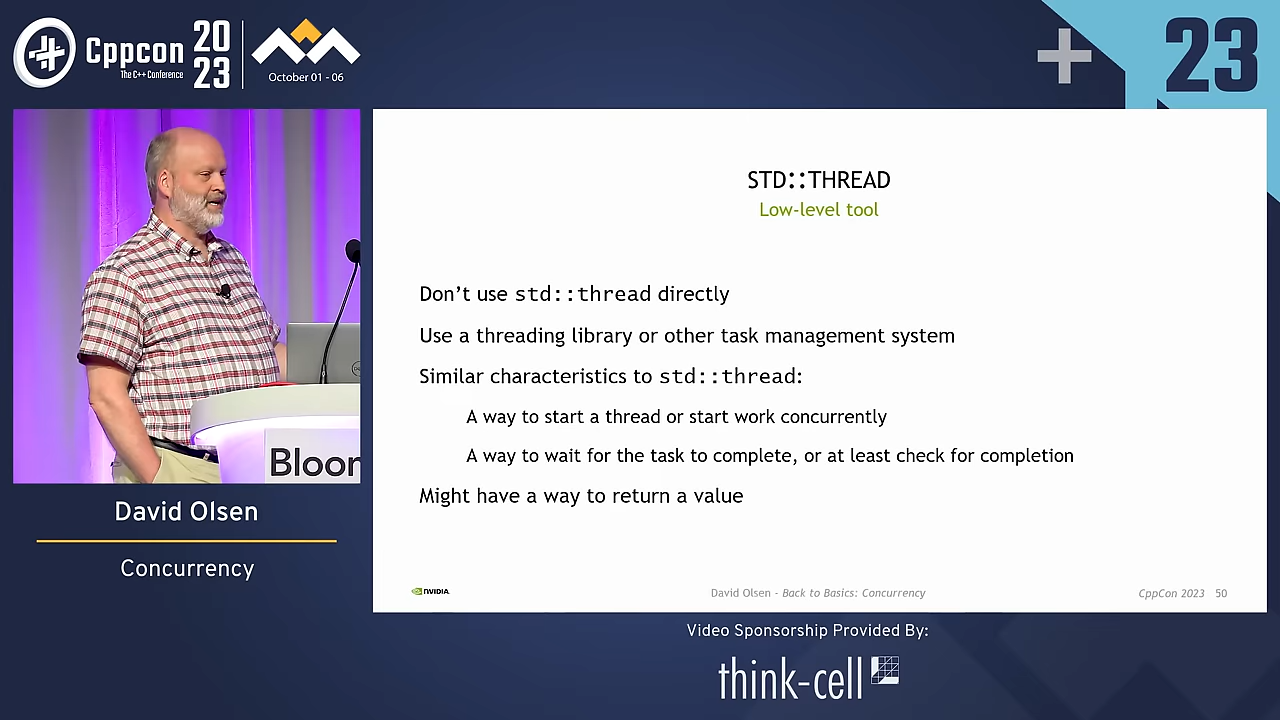 Cppcon
The C++ Conference
20
23
October 01 - 06
23
STD::THREAD
Low-level tool
Don't use std::thread directly
Use a threading library or other task management system
Similar characteristics to std::thread:
A way to start a thread or start work concurrently
A way to wait for the task to complete, or at least check for completion
Might have a way to return a value
Bloom
David Olsen
Concurrency
NVIDIA.
David Olsen - Back to Basics: Concurrency
CppCon 2023 50
Video Sponsorship Provided By:
think-cell